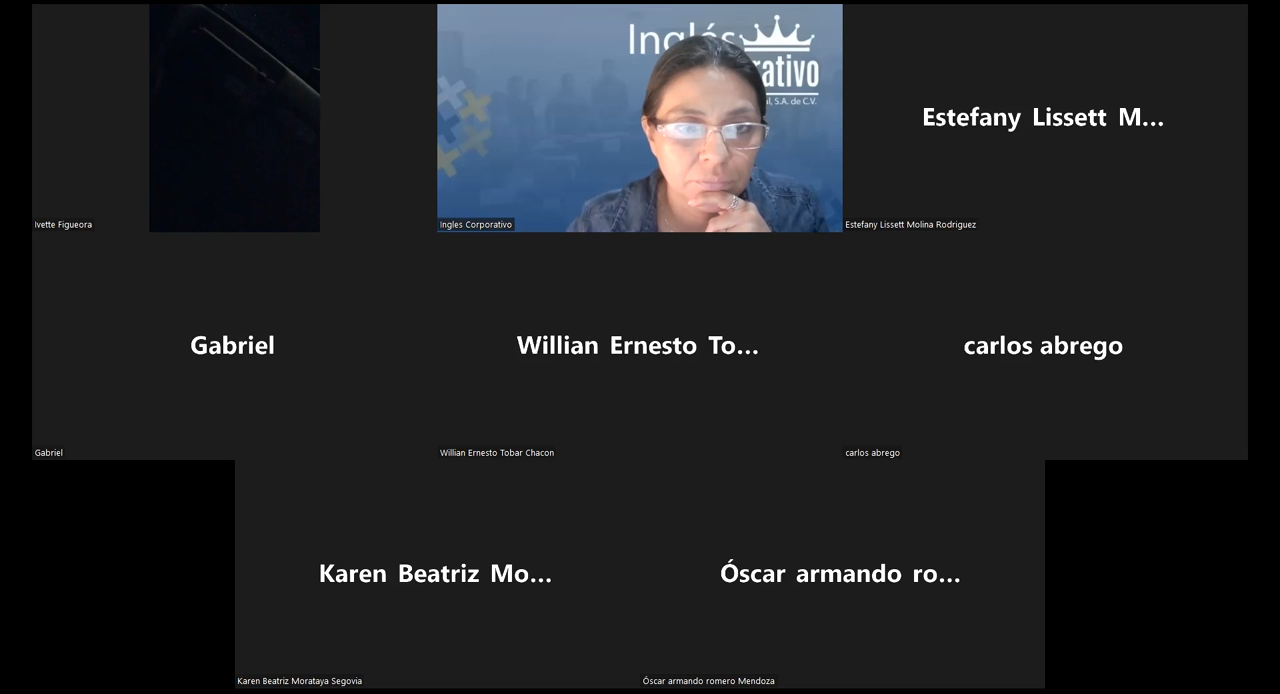 Inglés
rativo
l, S.A. de C.V.
Estefany Lissett M...
Ivette Figueora
Ingles Corporativo
Estefany Lissett Molina Rodriguez
Gabriel
Willian Ernesto To...
carlos abrego
Gabriel
Willian Ernesto Tobar Chacon
carlos abrego
Karen Beatriz Mo...
Óscar armando ro...
Karen Beatriz Morataya Segovia
Óscar armando romero Mendoza